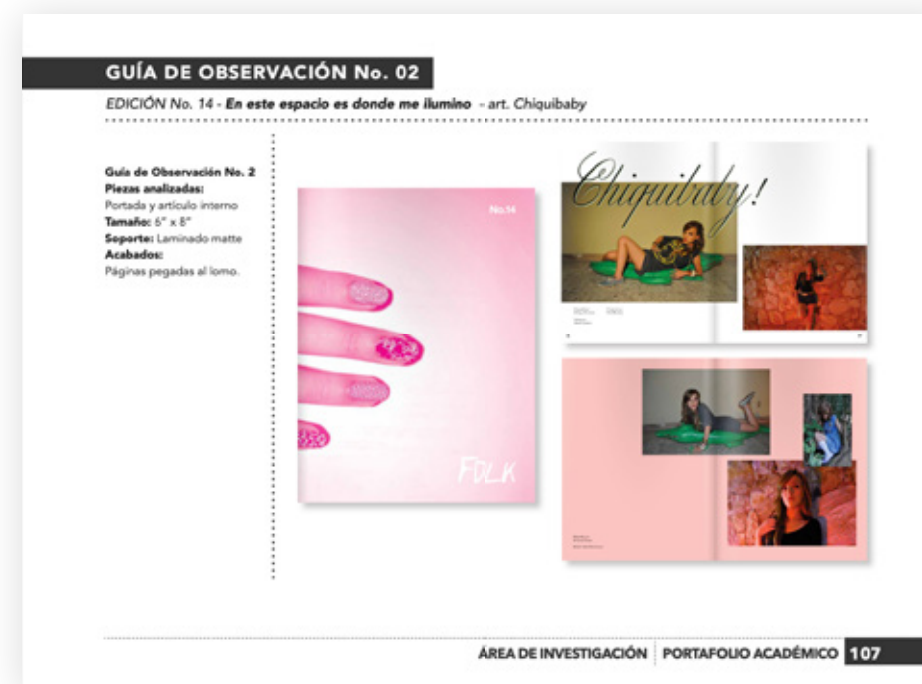 GUÍA DE OBSERVACIÓN No. 02
EDICIÓN No. 14 - En este espacio es donde me ilumino - art. Chiquibaby
Guía de Observación No. 2
Piezas analizadas:
Portada y artículo interno
Tamaño: 6" x 8"
Soporte: Laminado matte
Acabados:
Páginas pegadas al lomo.
No.14
FOLK
Chiquibaby!
ÁREA DE INVESTIGACIÓN PORTAFOLIO ACADÉMICO 107